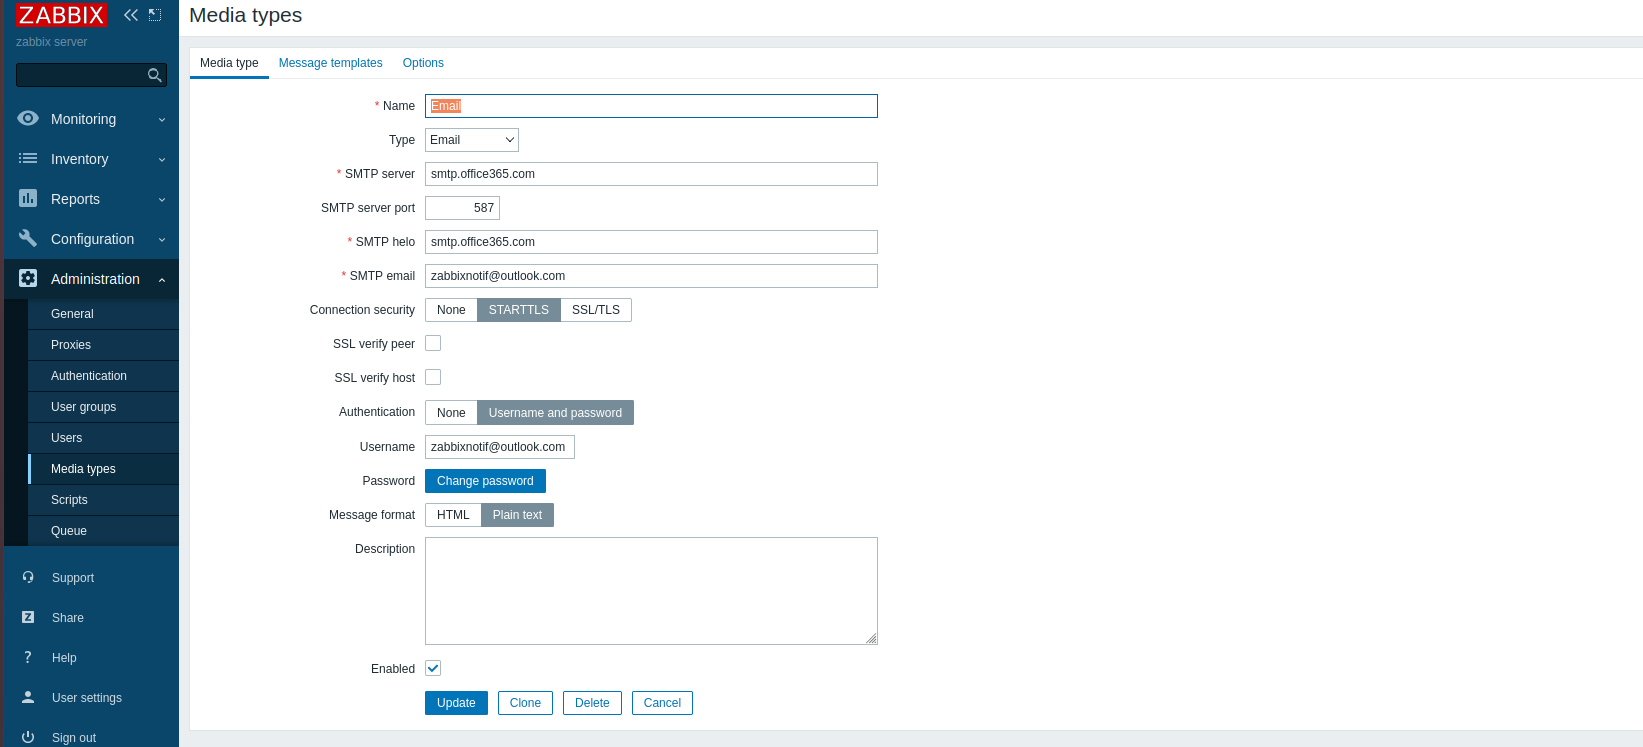 ZABBIX
zabbix server
Monitoring
Inventory
Reports
Configuration
Administration
General
Proxies
Authentication
User groups
Users
Media types
Scripts
Queue
Support
Share
Help
User settings
Sign out
Media types
Media type Message templates Options
* Name Email
Type Email
* SMTP server smtp.office365.com
SMTP server port 587
* SMTP helo smtp.office365.com
* SMTP email zabbixnotif@outlook.com
Connection security None STARTTLS SSL/TLS
SSL verify peer
SSL verify host
Authentication None Username and password
Username zabbixnotif@outlook.com
Password Change password
Message format HTML Plain text
Description
Enabled
Update Clone Delete Cancel